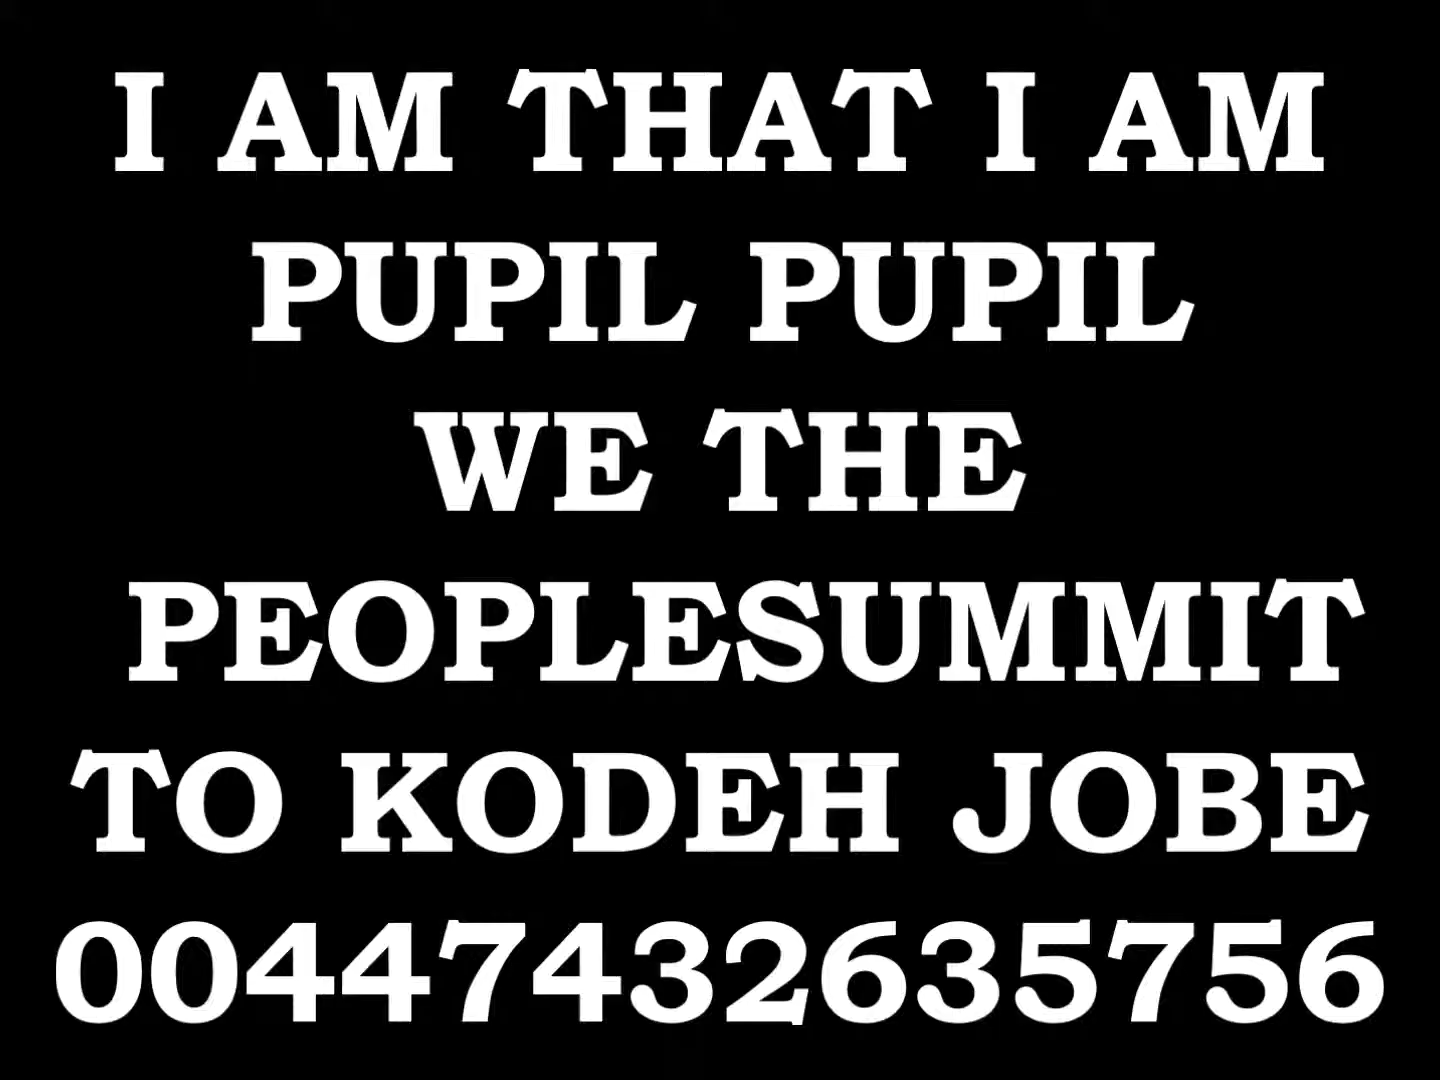 I AM THAT I AM
PUPIL PUPIL
WE THE
PEOPLESUMMIT
TO KODEH JOBE
00447432635756